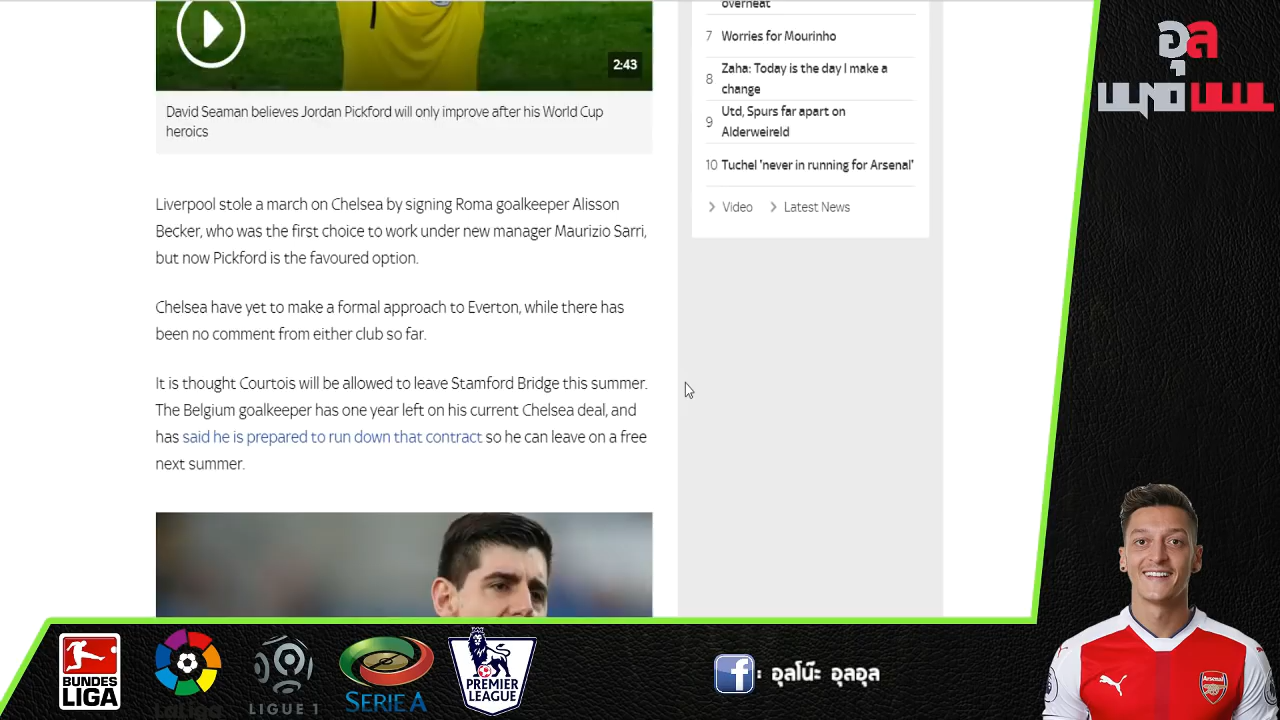 2:43
David Seaman believes Jordan Pickford will only improve after his World Cup
heroics
Liverpool stole a march on Chelsea by signing Roma goalkeeper Alisson
Becker, who was the first choice to work under new manager Maurizio Sarri,
but now Pickford is the favoured option.
Chelsea have yet to make a formal approach to Everton, while there has
been no comment from either club so far.
It is thought Courtois will be allowed to leave Stamford Bridge this summer.
The Belgium goalkeeper has one year left on his current Chelsea deal, and
has said he is prepared to run down that contract so he can leave on a free
next summer.
overheat
7 Worries for Mourinho
8 Zaha: Today is the day I make a
change
9 Utd, Spurs far apart on
Alderweireld
10 Tuchel 'never in running for Arsenal'
Video Latest News
อุล
BUNDES
LIGA
LaLiga
LIGUE 1
SERIE A
PREMIER
LEAGUE
f : อุลโน๊ะ อุลอุล
Arsenal